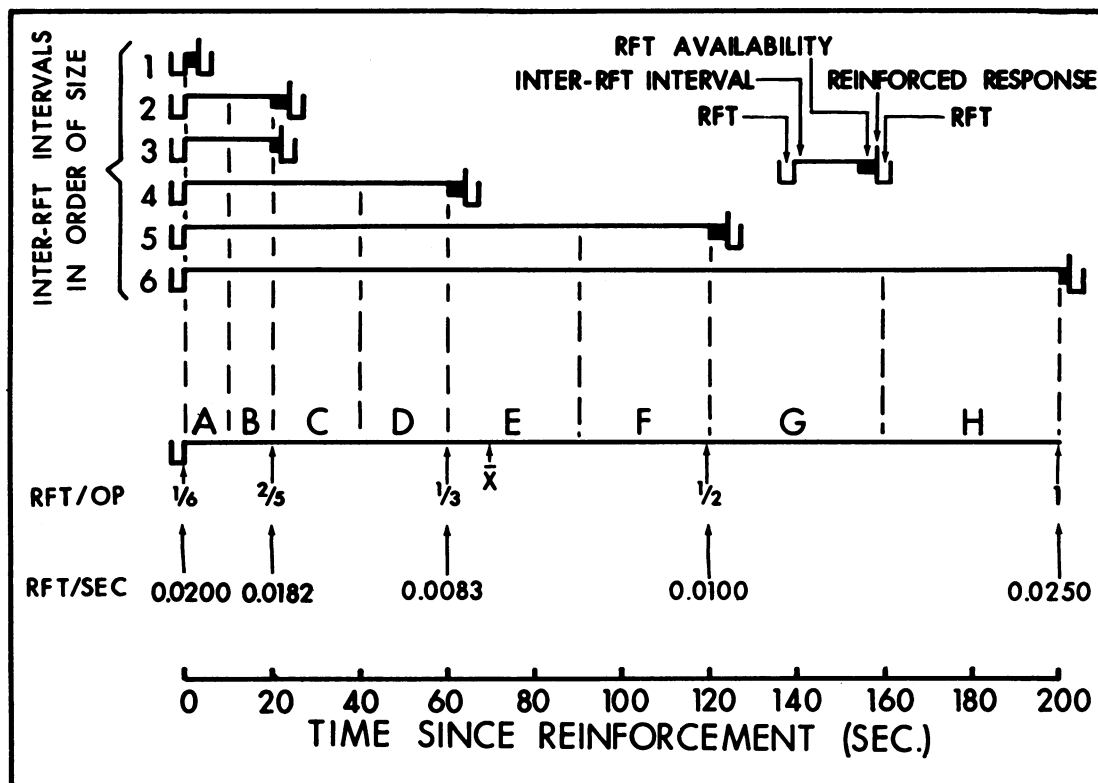 INTER-RFT INTERVALS
IN ORDER OF SIZE
1
2
3
4
5
6
RFT AVAILABILITY
INTER-RFT INTERVAL
REINFORCED RESPONSE
RFT
RFT
A B C D E F G H
X̄
RFT/OP 1/6 2/5 1/3 1/2 1
RFT/SEC 0.0200 0.0182 0.0083 0.0100 0.0250
0 20 40 60 80 100 120 140 160 180 200
TIME SINCE REINFORCEMENT (SEC.)